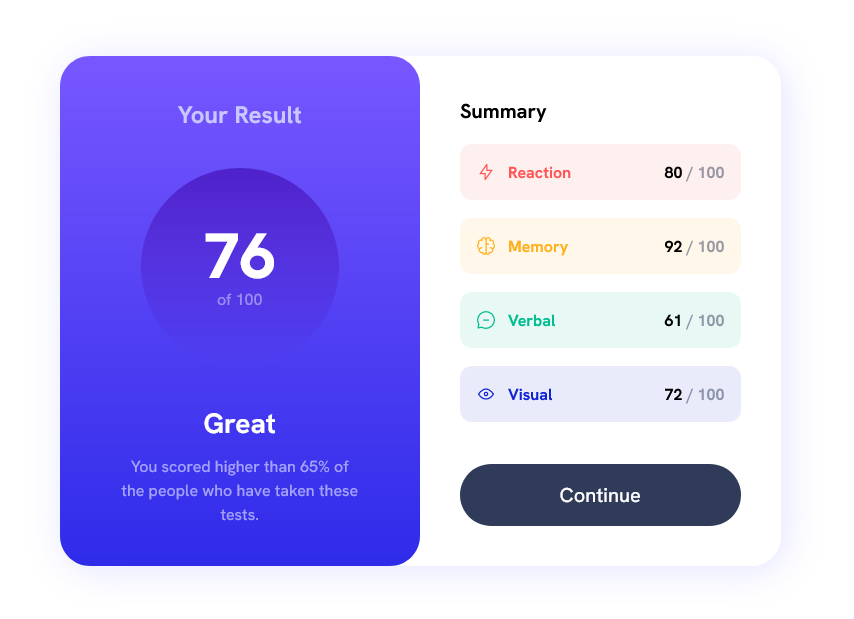 Your Result
76
of 100
Great
You scored higher than 65% of
the people who have taken these
tests.
Summary
Reaction 80 / 100
Memory 92 / 100
Verbal 61 / 100
Visual 72 / 100
Continue